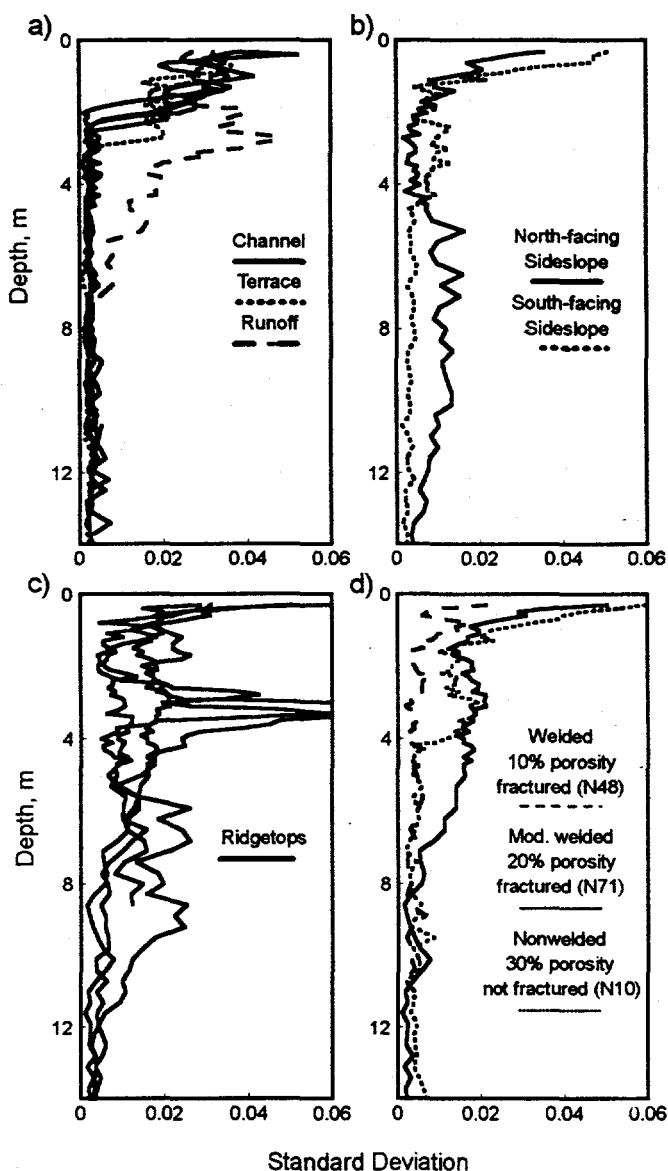 a)
0
4
8
12
Depth, m
Channel
Terrace
Runoff
0
0.02
0.04
0.06
b)
0
4
8
12
North-facing
Sideslope
South-facing
Sideslope
0
0.02
0.04
0.06
c)
0
4
8
12
Depth, m
Ridgetops
0
0.02
0.04
0.06
d)
0
4
8
12
Welded
10% porosity
fractured (N48)
Mod. welded
20% porosity
fractured (N71)
Nonwelded
30% porosity
not fractured (N10)
0
0.02
0.04
0.06
Standard Deviation